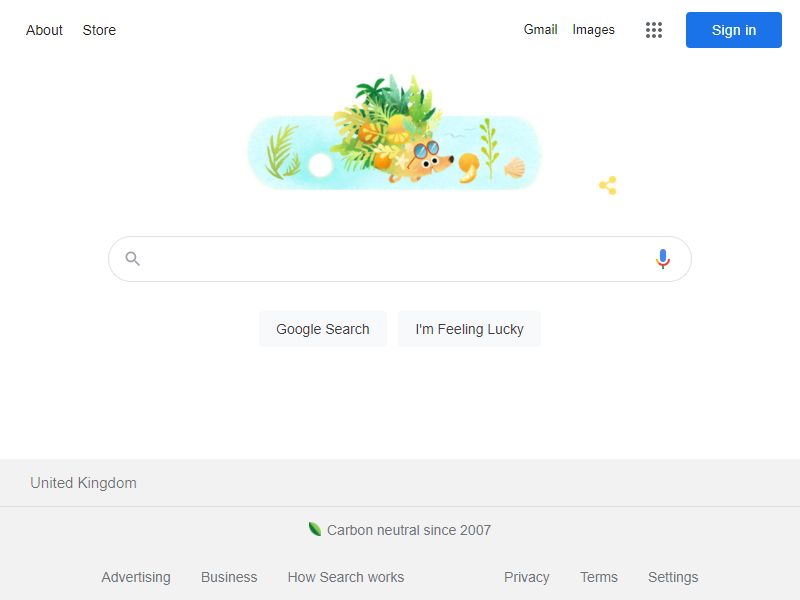 About Store Gmail Images Sign in
Google Search I'm Feeling Lucky
United Kingdom
Carbon neutral since 2007
Advertising Business How Search works Privacy Terms Settings